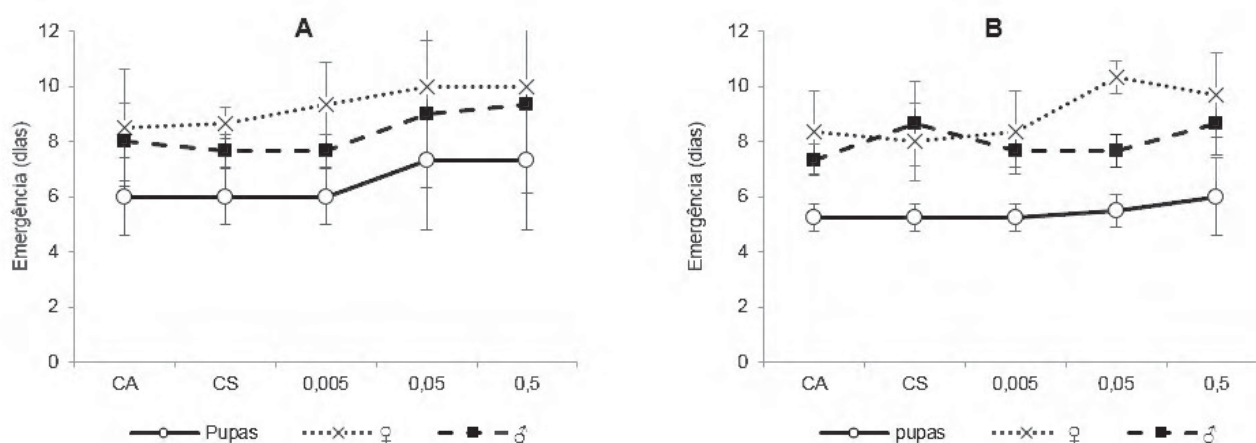 A
Emergência (dias)
12
10
8
6
4
2
0
CA CS 0,005 0,05 0,5
Pupas ♀ ♂
B
Emergência (dias)
12
10
8
6
4
2
0
CA CS 0,005 0,05 0,5
pupas ♀ ♂